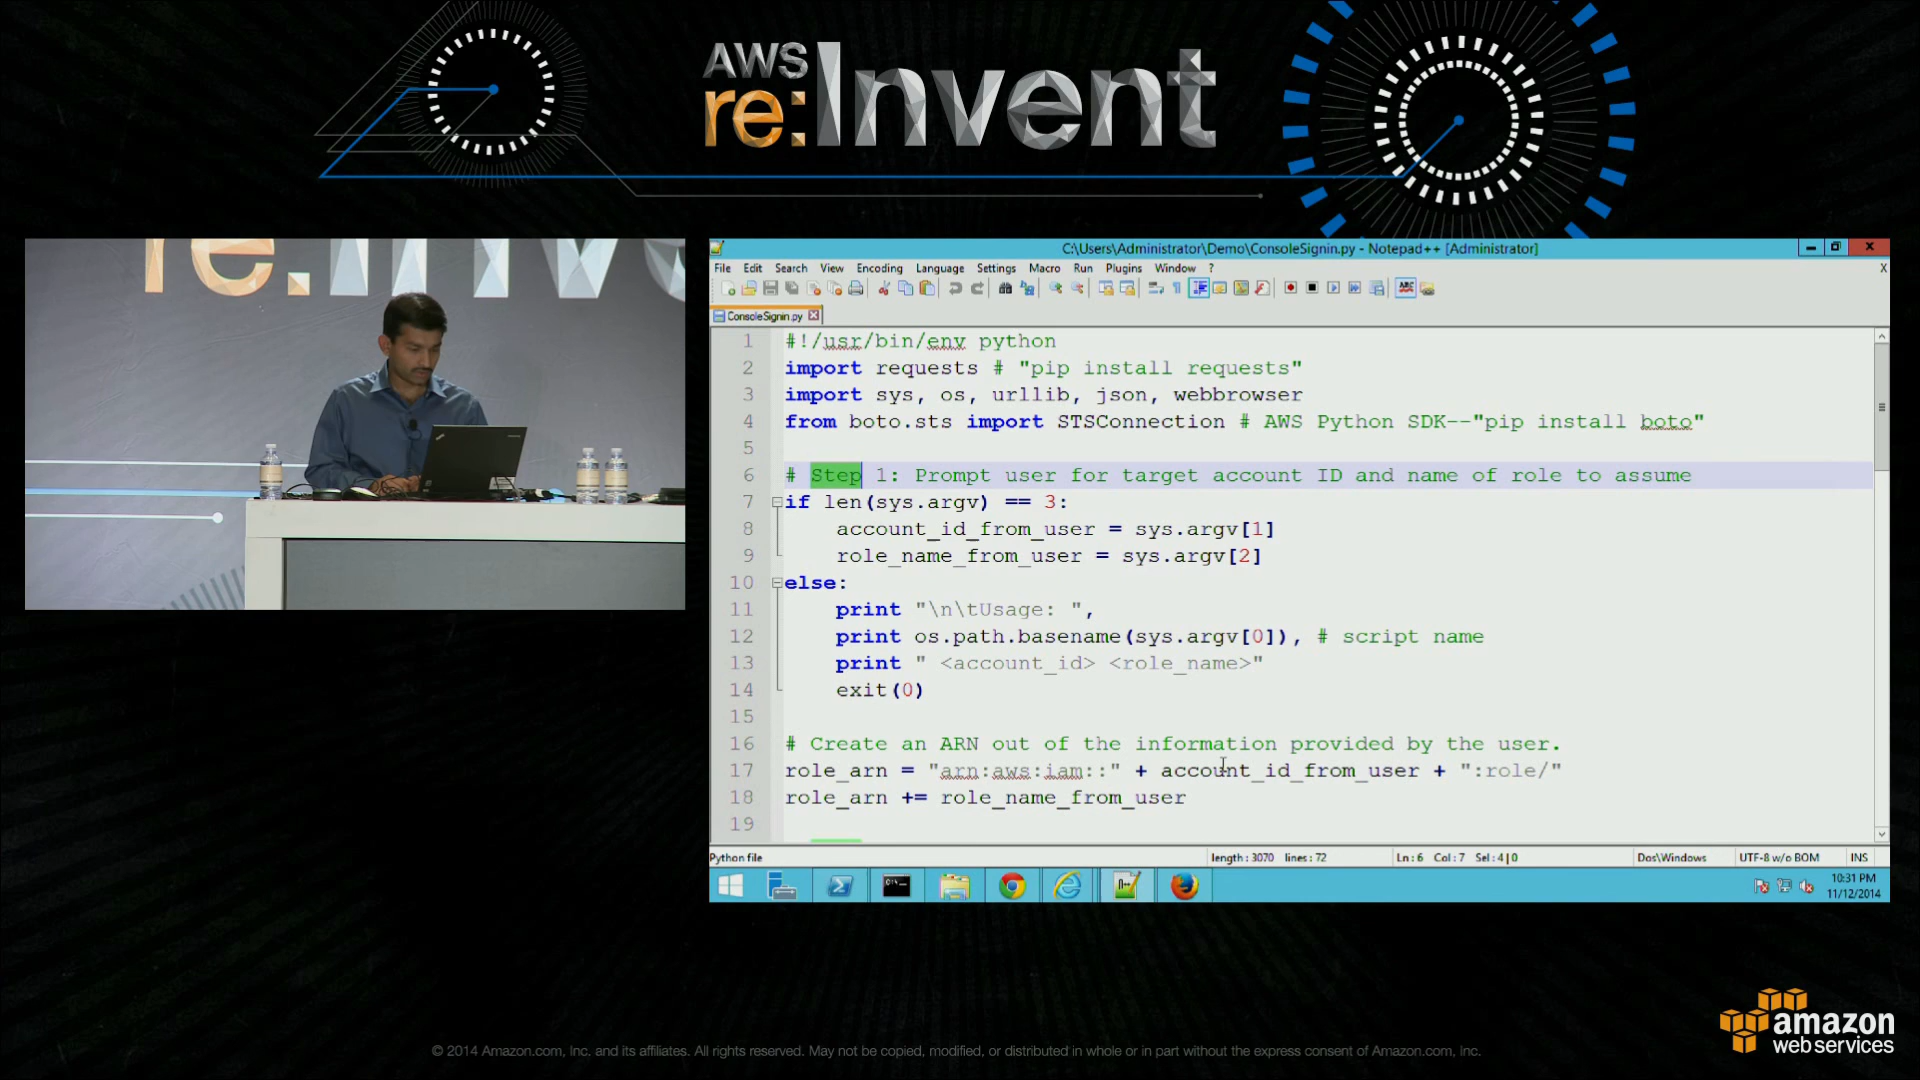 AWS
re:Invent
re:Inv
C:\Users\Administrator\Demo\ConsoleSignin.py - Notepad++ [Administrator]
File Edit Search View Encoding Language Settings Macro Run Plugins Window ? X
ConsoleSignin.py
1 #!/usr/bin/env python
2 import requests # "pip install requests"
3 import sys, os, urllib, json, webbrowser
4 from boto.sts import STSConnection # AWS Python SDK--"pip install boto"
5
6 # Step 1: Prompt user for target account ID and name of role to assume
7 if len(sys.argv) == 3:
8 account_id_from_user = sys.argv[1]
9 role_name_from_user = sys.argv[2]
10 else:
11 print "\n\tUsage: ",
12 print os.path.basename(sys.argv[0]), # script name
13 print " <account_id> <role_name>"
14 exit(0)
15
16 # Create an ARN out of the information provided by the user.
17 role_arn = "arn:aws:iam::" + account_id_from_user + ":role/"
18 role_arn += role_name_from_user
19
Python file length : 3070 lines : 72 Ln : 6 Col : 7 Sel : 4 | 0 Dos\Windows UTF-8 w/o BOM INS
10:31 PM
11/12/2014
amazon
web services
© 2014 Amazon.com, Inc. and its affiliates. All rights reserved. May not be copied, modified, or distributed in whole or in part without the express consent of Amazon.com, Inc.